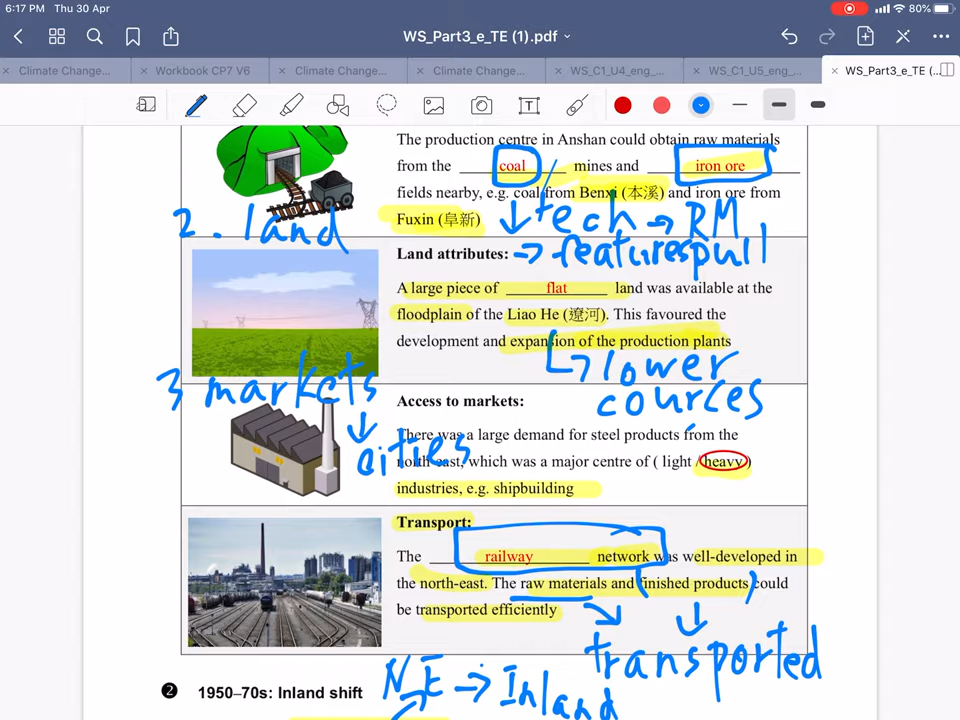 6:17 PM Thu 30 Apr
80%
WS_Part3_e_TE (1).pdf
Climate Change...
Workbook CP7 V6
Climate Change...
Climate Change...
WS_C1_U4_eng_...
WS_C1_U5_eng_...
WS_Part3_e_TE (...
The production centre in Anshan could obtain raw materials
from the coal mines and iron ore
fields nearby, e.g. coal from Benxi (本溪) and iron ore from
Fuxin (阜新)
↓ tech → RM
2. land
Land attributes: → features pull
A large piece of flat land was available at the
floodplain of the Liao He (遼河). This favoured the
development and expansion of the production plants
↳ lower
cources
3 markets
↓
cities
Access to markets:
There was a large demand for steel products from the
north-east, which was a major centre of ( light / heavy )
industries, e.g. shipbuilding
Transport:
The railway network was well-developed in
the north-east. The raw materials and (finished products) could
be transported efficiently
↘ ↓
transported
❷ 1950–70s: Inland shift
NE → Inland